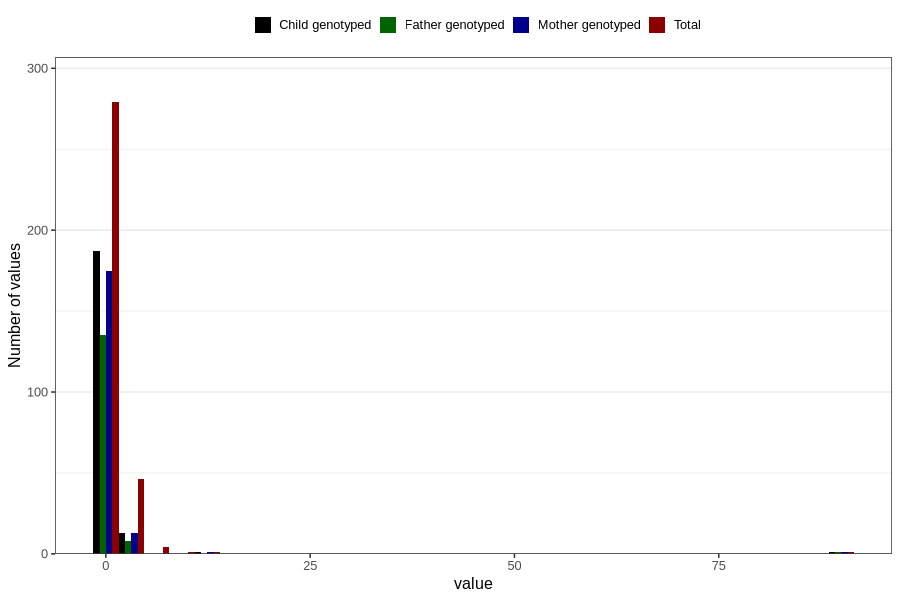 Child genotyped Father genotyped Mother genotyped Total
300
200
100
0
Number of values
0 25 50 75
value